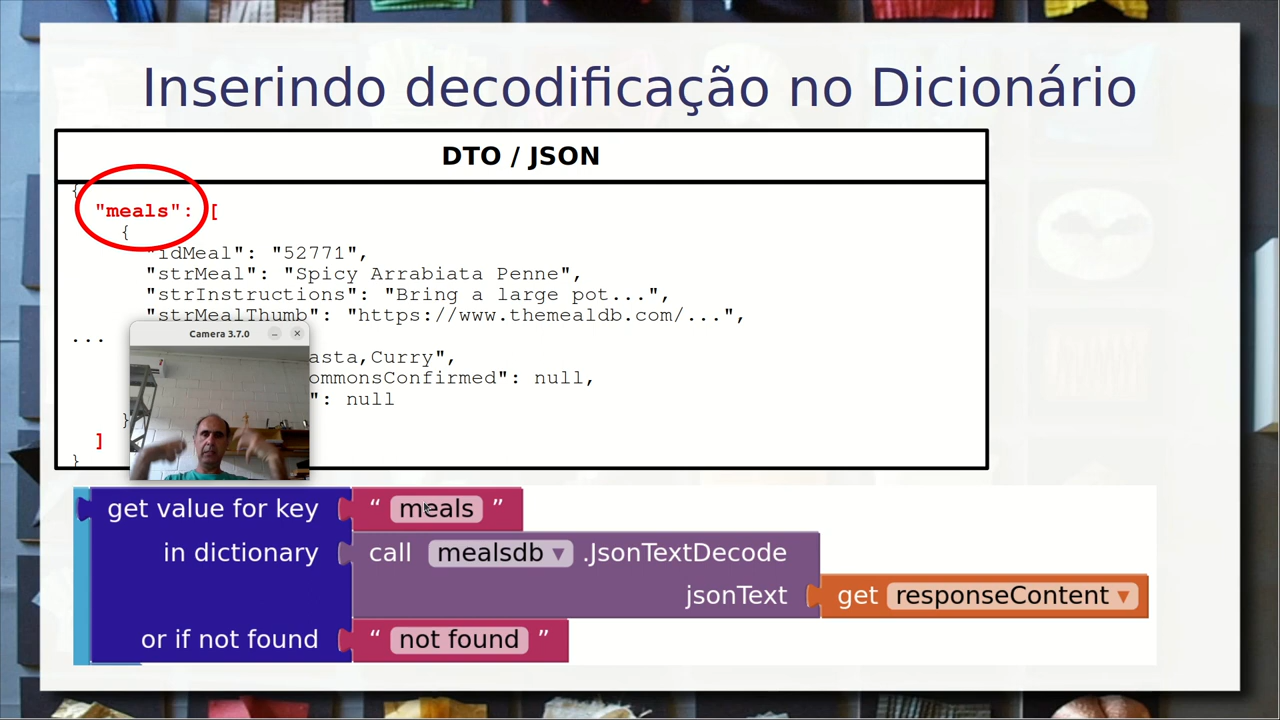 Inserindo decodificação no Dicionário
DTO / JSON
{
"meals": [
{
"idMeal": "52771",
"strMeal": "Spicy Arrabiata Penne",
"strInstructions": "Bring a large pot...",
"strMealThumb": "https://www.themealdb.com/...",
...
Camera 3.7.0
asta,Curry",
ommonsConfirmed": null,
": null
}
]
}
get value for key “ meals ”
in dictionary call mealsdb .JsonTextDecode
jsonText get responseContent
or if not found “ not found ”